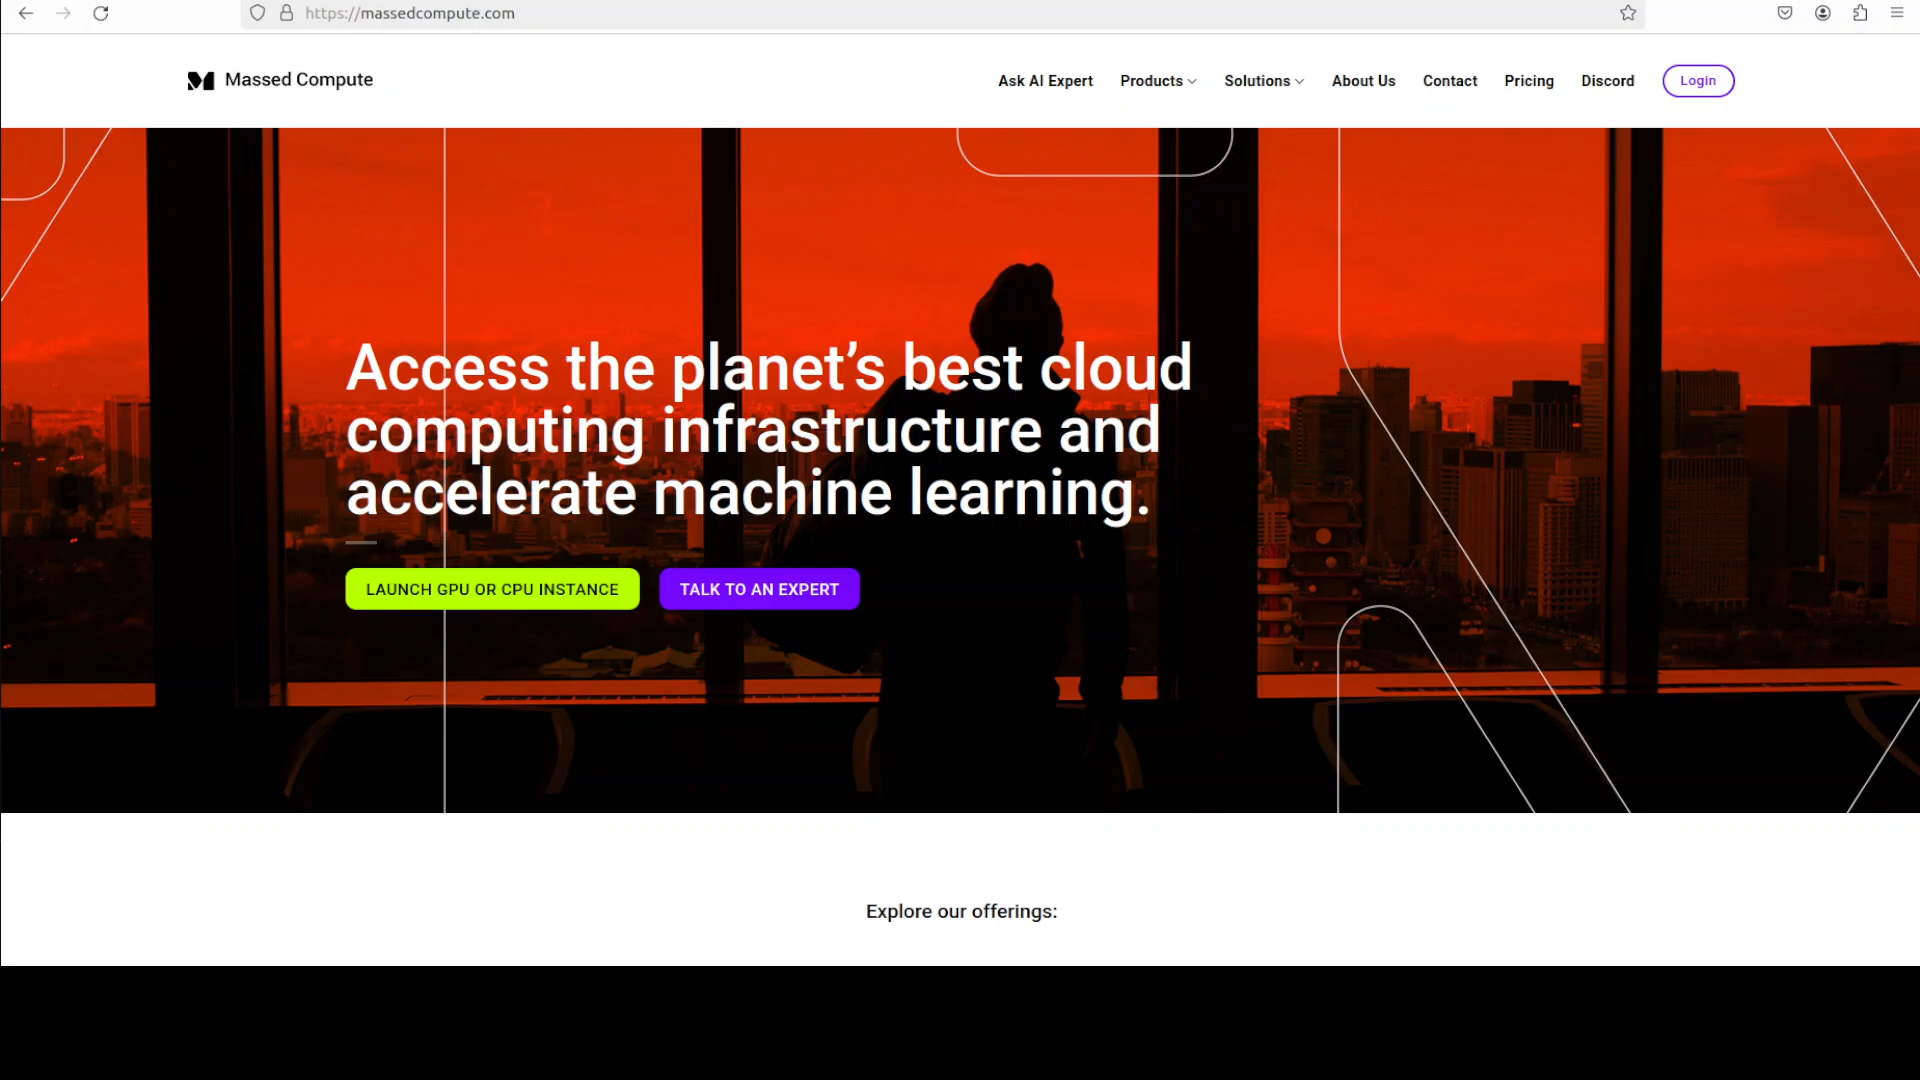 https://massedcompute.com
Massed Compute
Ask AI Expert
Products
Solutions
About Us
Contact
Pricing
Discord
Login
Access the planet’s best cloud
computing infrastructure and
accelerate machine learning.
LAUNCH GPU OR CPU INSTANCE
TALK TO AN EXPERT
Explore our offerings: